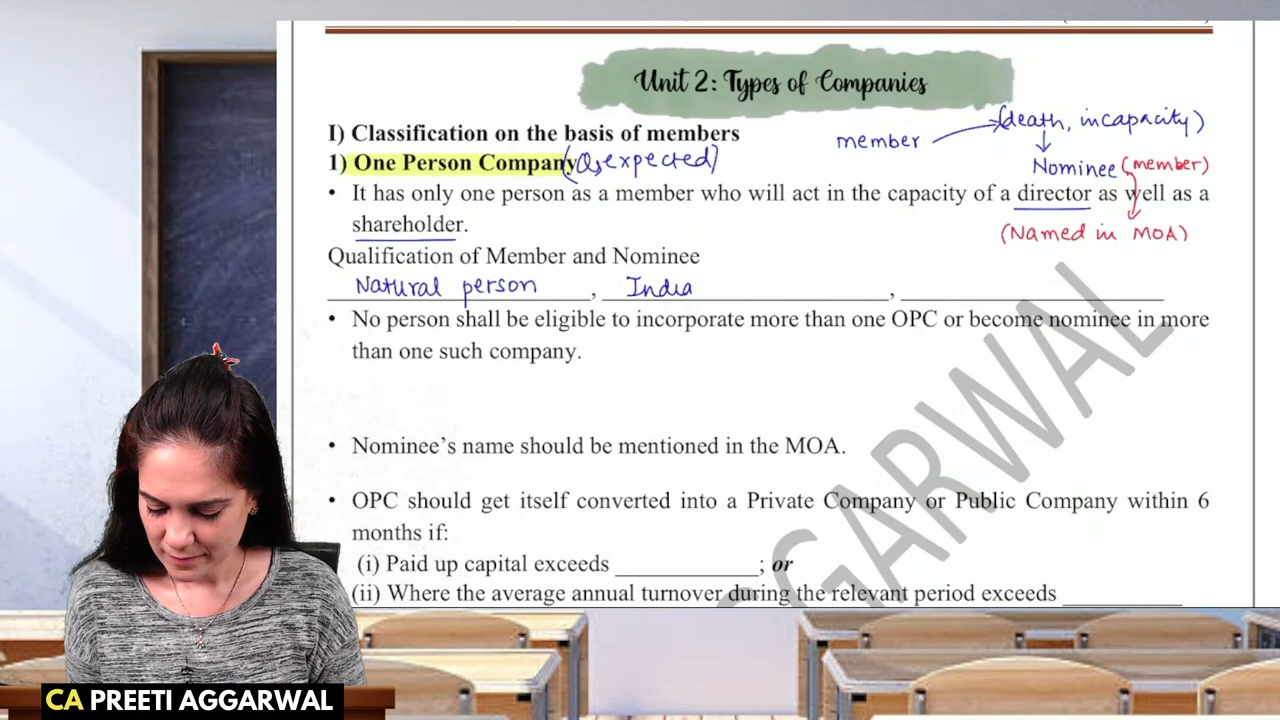 Unit 2: Types of Companies
I) Classification on the basis of members
member
(death, incapacity)
1) One Person Company (Q, expected)
Nominee (member)
• It has only one person as a member who will act in the capacity of a director as well as a
shareholder.
(Named in MOA)
Qualification of Member and Nominee
Natural person , India ,
• No person shall be eligible to incorporate more than one OPC or become nominee in more
than one such company.
• Nominee's name should be mentioned in the MOA.
• OPC should get itself converted into a Private Company or Public Company within 6
months if:
(i) Paid up capital exceeds ____________; or
(ii) Where the average annual turnover during the relevant period exceeds __________
GGARWAL
CA PREETI AGGARWAL